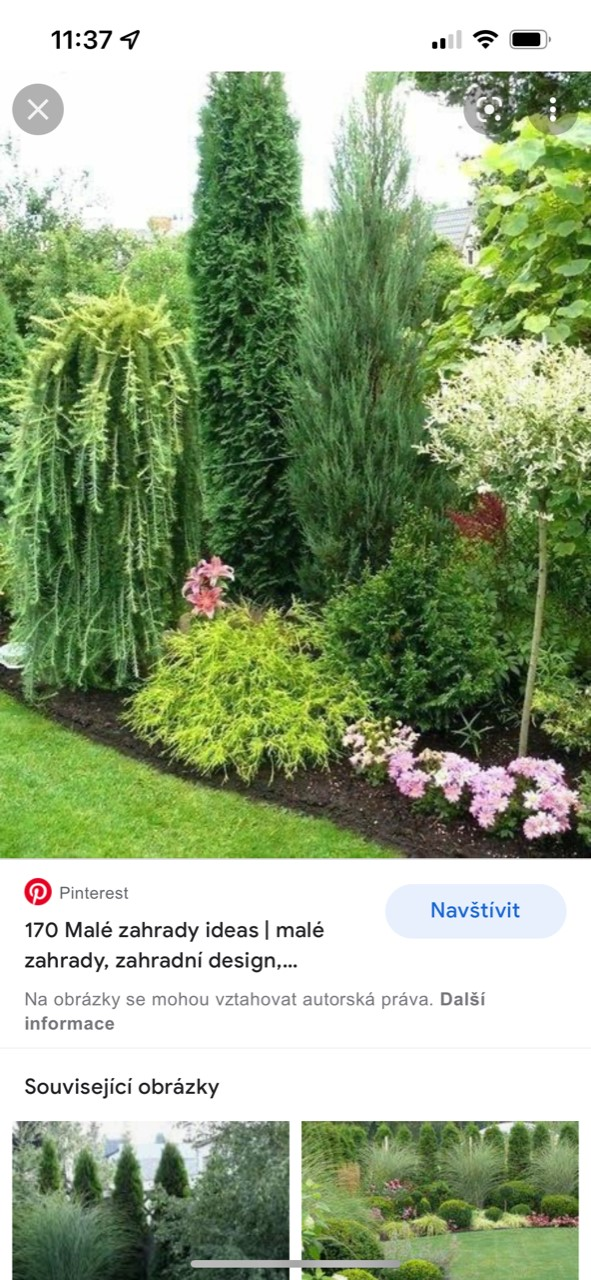 11:37
Pinterest
Navštívit
170 Malé zahrady ideas | malé
zahrady, zahradní design,...
Na obrázky se mohou vztahovat autorská práva. Další
informace
Související obrázky